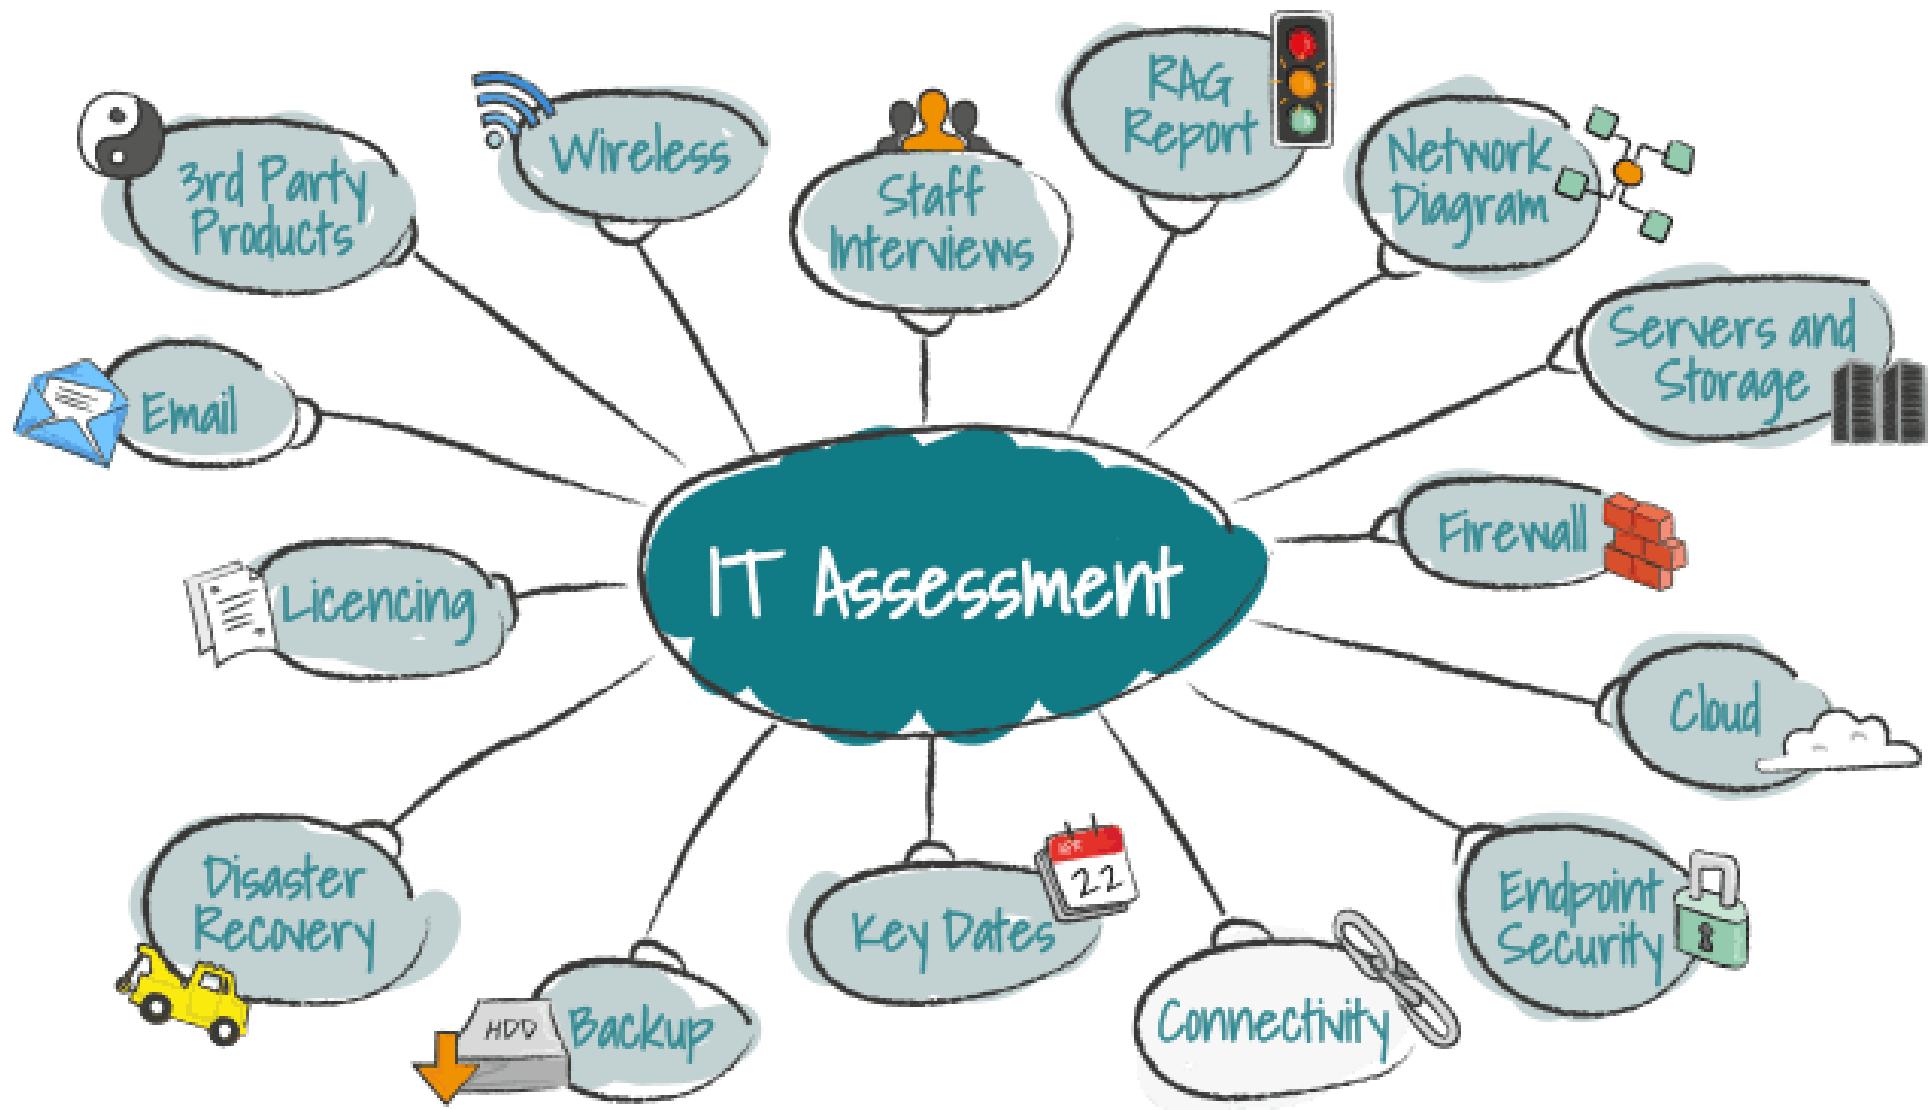 RAG
Report
Wireless
Network
Diagram
3rd Party
Products
Staff
Interviews
Servers and
Storage
Email
Firewall
IT Assessment
Licencing
Cloud
Disaster
Recovery
APR
22
Key Dates
Endpoint
Security
HDD
Backup
Connectivity